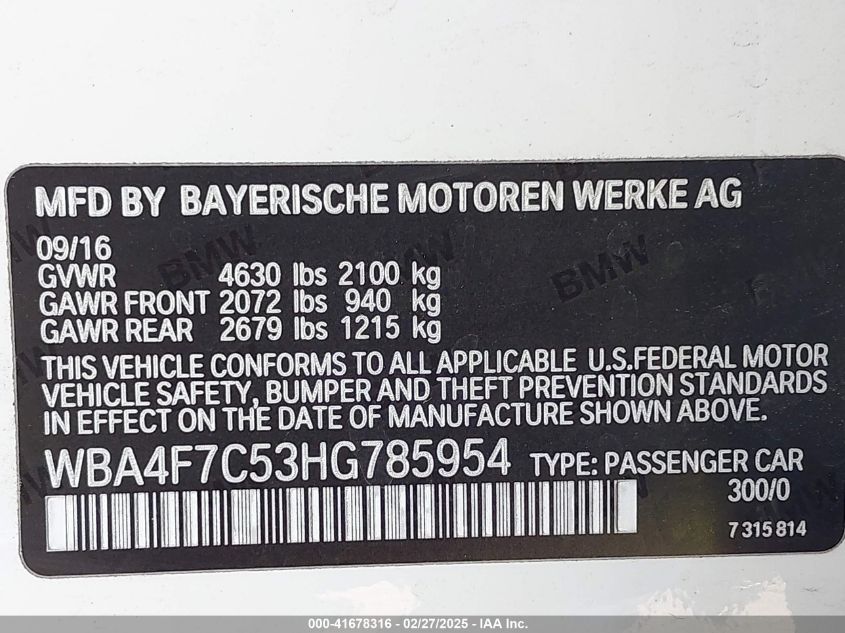 MFD BY BAYERISCHE MOTOREN WERKE AG
09/16
GVWR 4630 lbs 2100 kg
GAWR FRONT 2072 lbs 940 kg
GAWR REAR 2679 lbs 1215 kg
THIS VEHICLE CONFORMS TO ALL APPLICABLE U.S.FEDERAL MOTOR
VEHICLE SAFETY, BUMPER AND THEFT PREVENTION STANDARDS
IN EFFECT ON THE DATE OF MANUFACTURE SHOWN ABOVE.
WBA4F7C53HG785954 TYPE: PASSENGER CAR
300/0
7 315 814
BMW
BMW
BMW
000-41678316 - 02/27/2025 - IAA Inc.